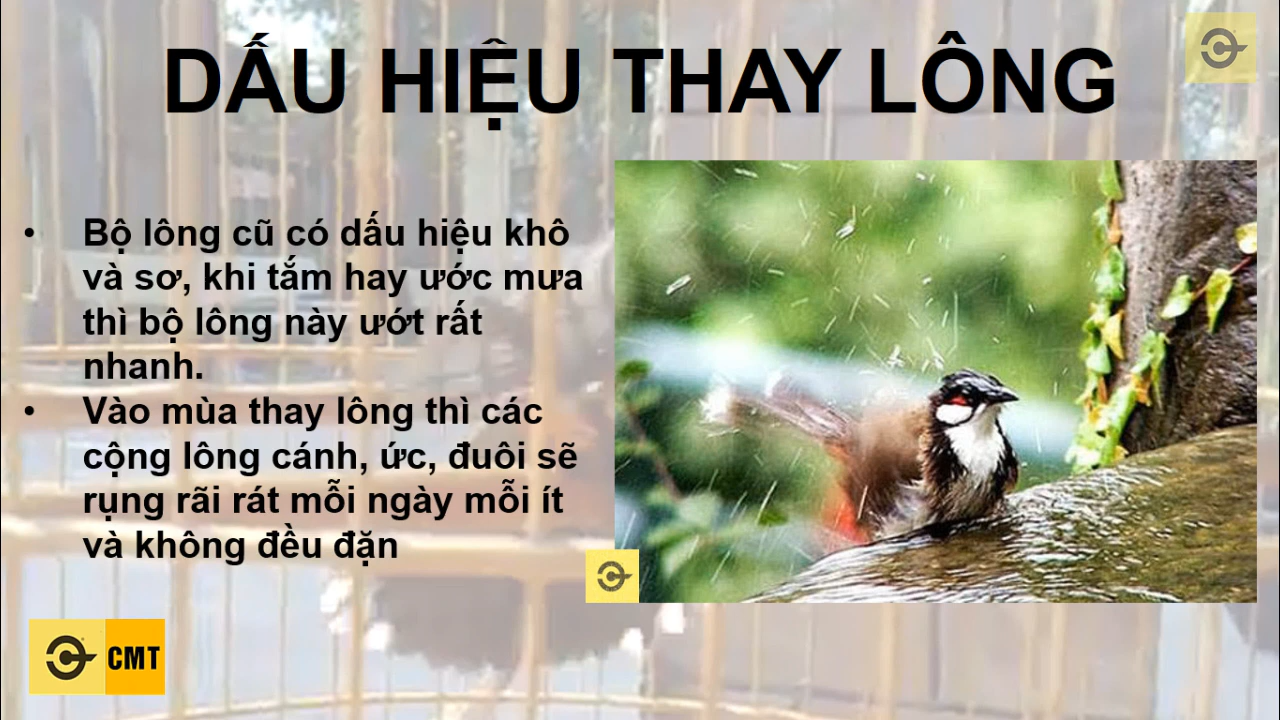 DẤU HIỆU THAY LÔNG
• Bộ lông cũ có dấu hiệu khô
và sơ, khi tắm hay ước mưa
thì bộ lông này ướt rất
nhanh.
• Vào mùa thay lông thì các
cộng lông cánh, ức, đuôi sẽ
rụng rãi rát mỗi ngày mỗi ít
và không đều đặn
CMT